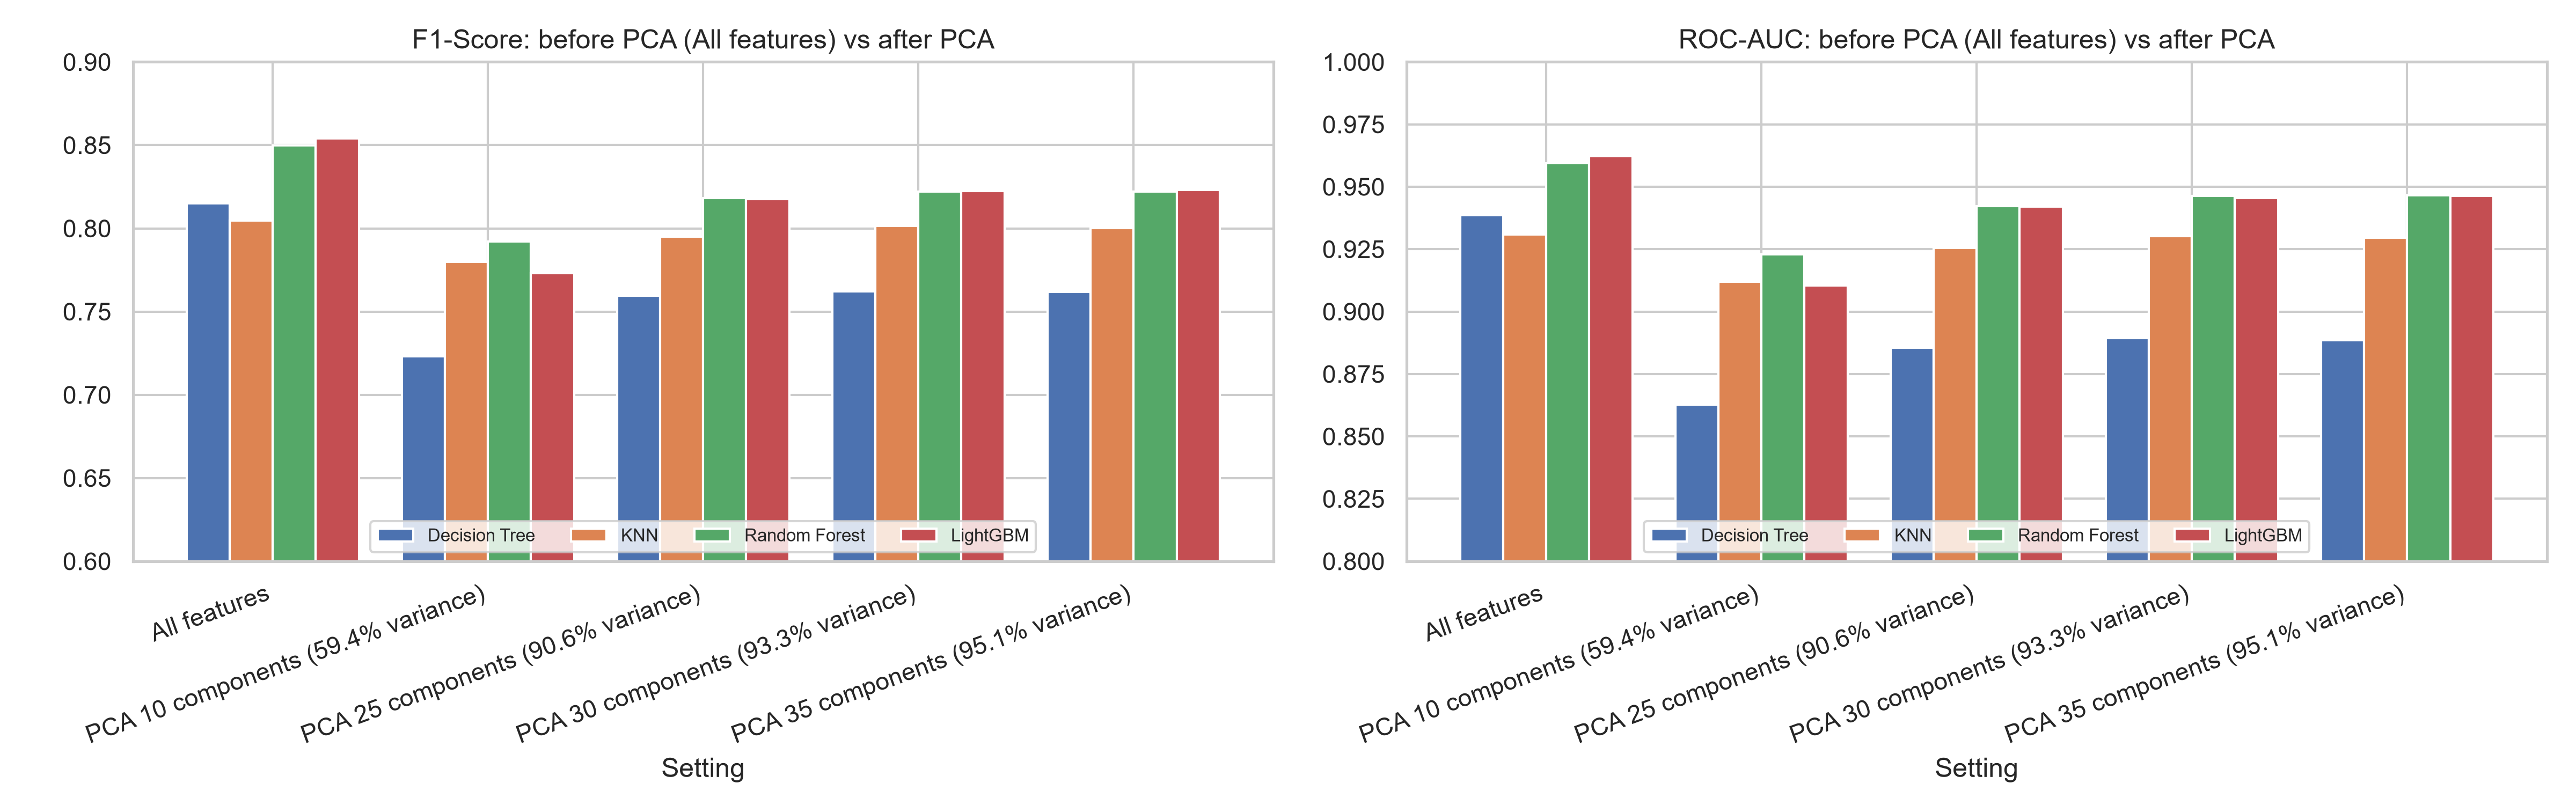 F1-Score: before PCA (All features) vs after PCA
0.90
0.85
0.80
0.75
0.70
0.65
0.60
Decision Tree KNN Random Forest LightGBM
All features
PCA 10 components (59.4% variance)
PCA 25 components (90.6% variance)
PCA 30 components (93.3% variance)
PCA 35 components (95.1% variance)
Setting
ROC-AUC: before PCA (All features) vs after PCA
1.000
0.975
0.950
0.925
0.900
0.875
0.850
0.825
0.800
Decision Tree KNN Random Forest LightGBM
All features
PCA 10 components (59.4% variance)
PCA 25 components (90.6% variance)
PCA 30 components (93.3% variance)
PCA 35 components (95.1% variance)
Setting